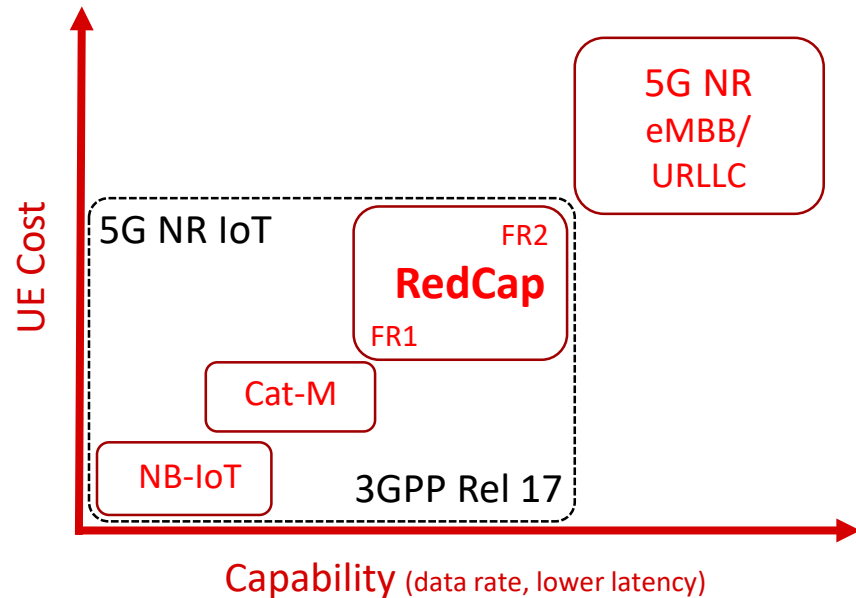 5G NR
eMBB/
URLLC
5G NR IoT
FR2
RedCap
FR1
Cat-M
NB-IoT
3GPP Rel 17
UE Cost
Capability (data rate, lower latency)